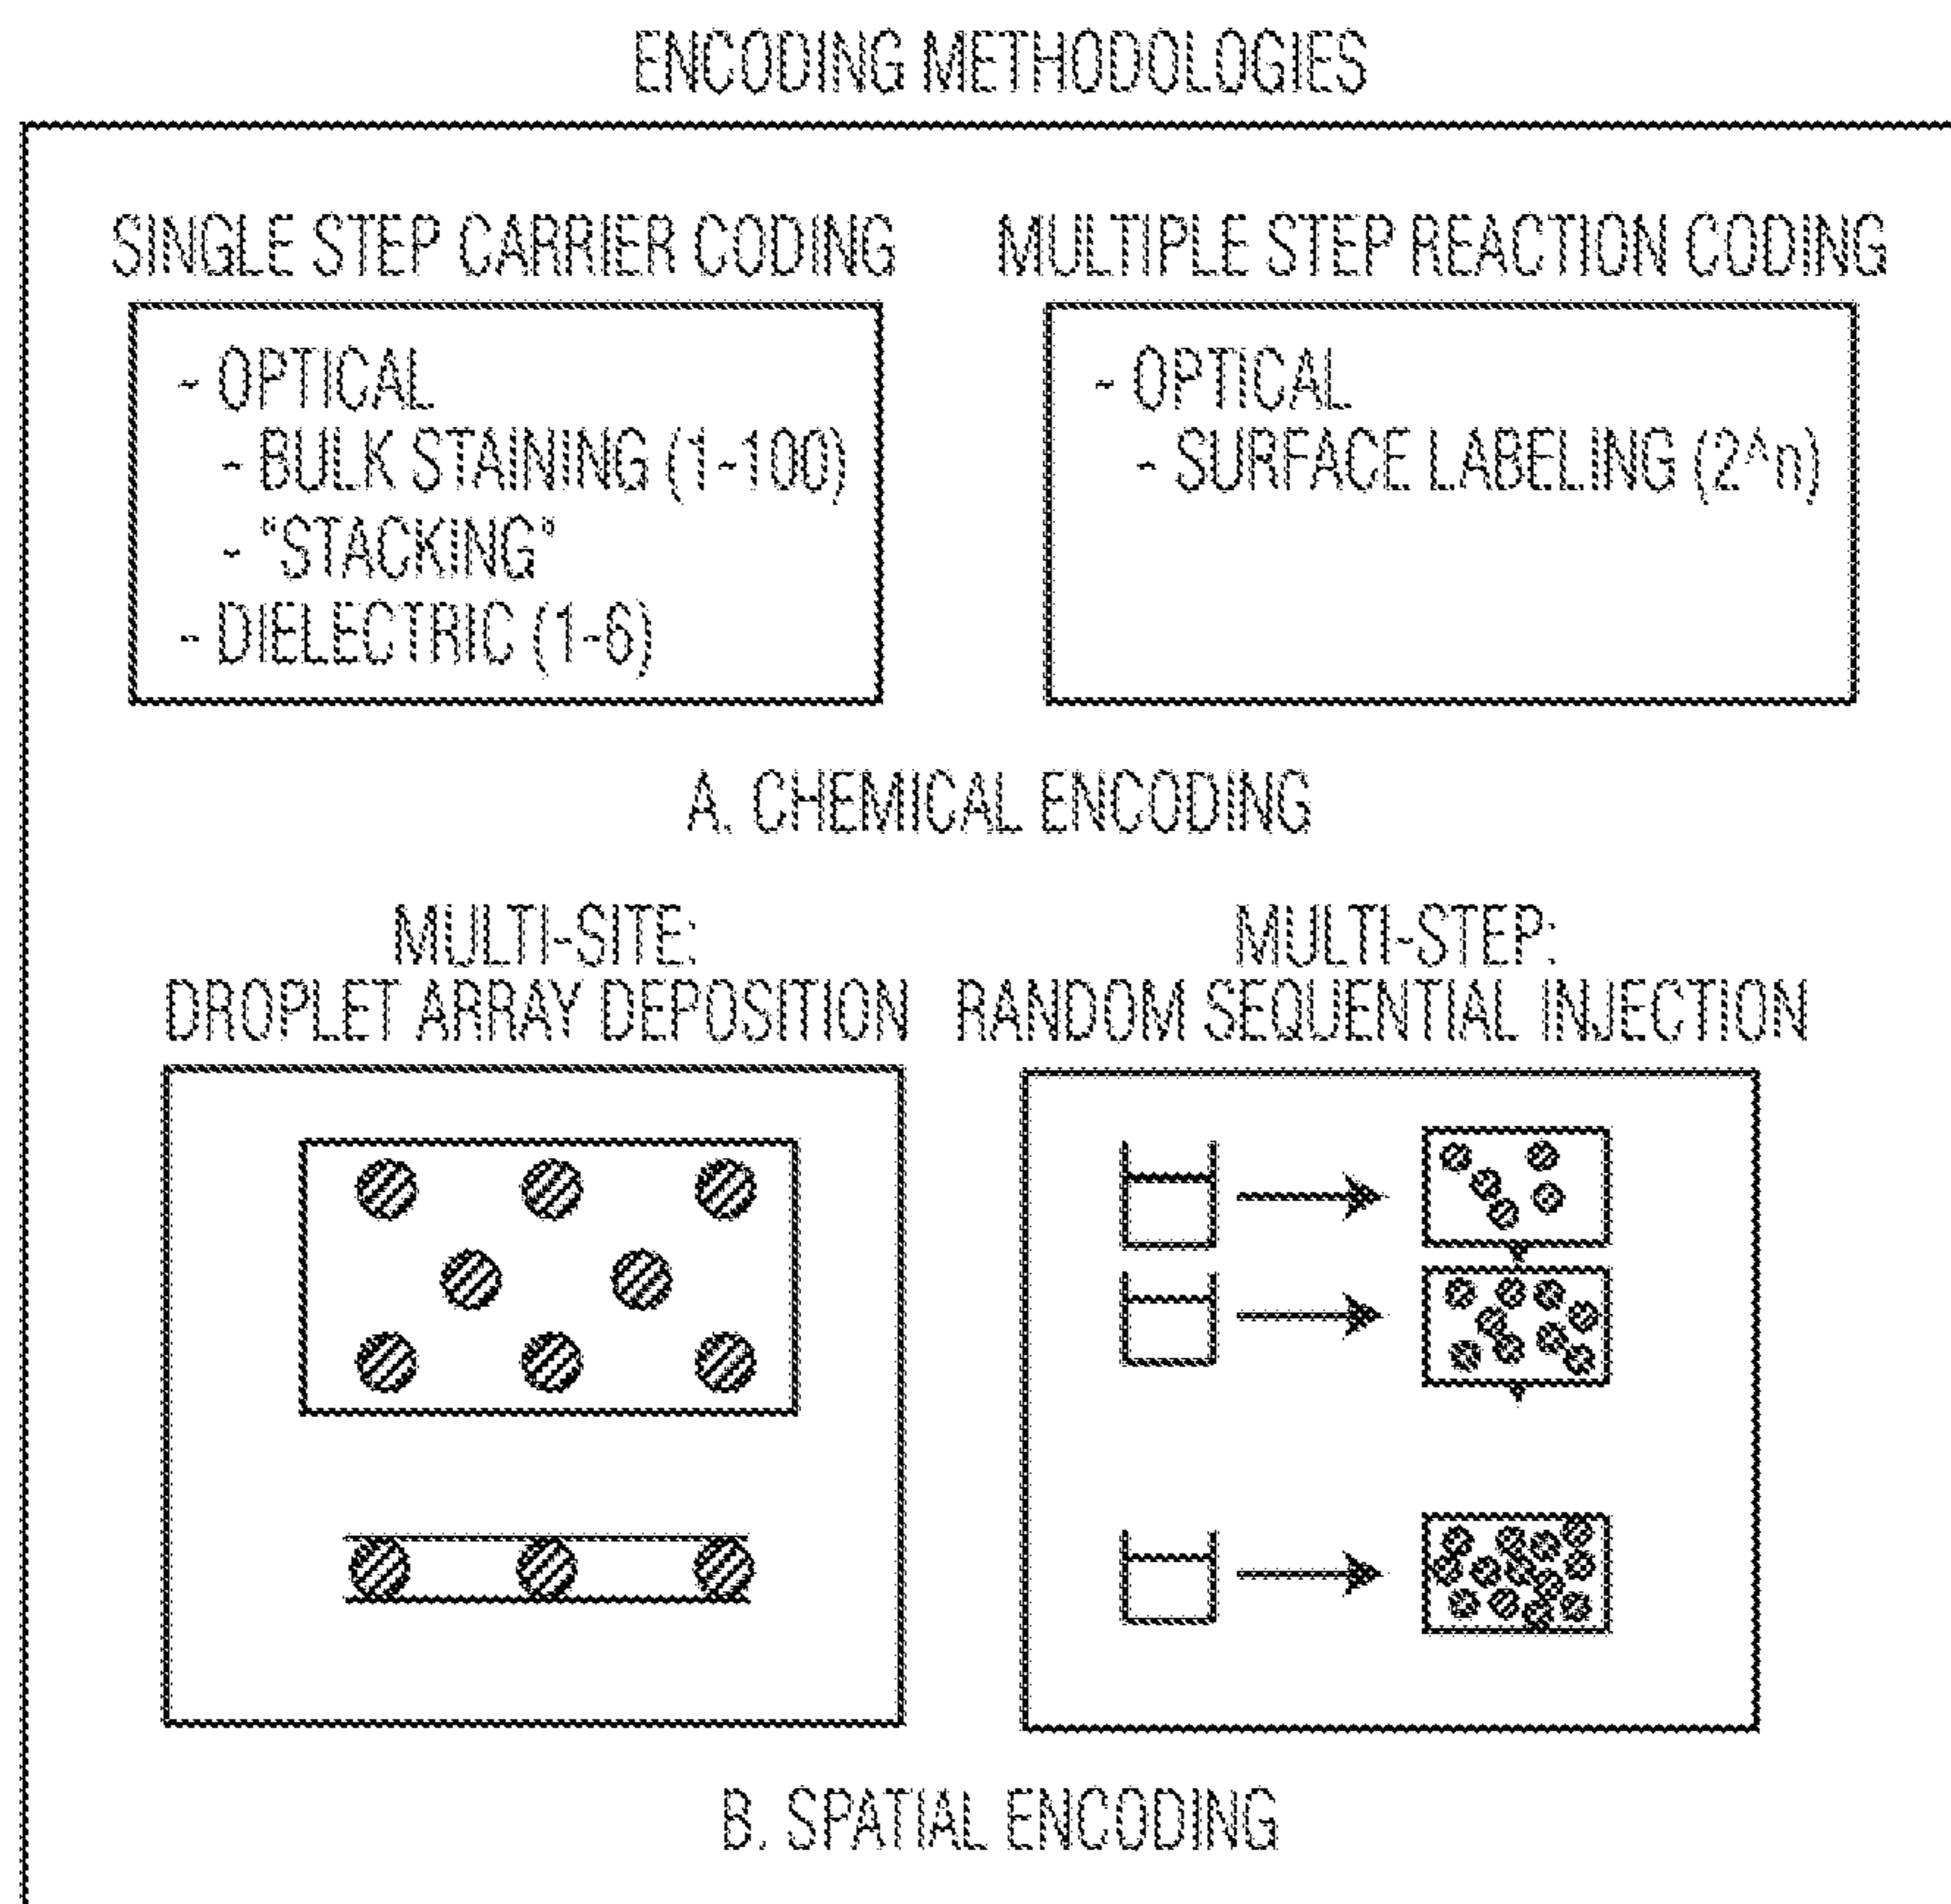 ENCODING METHODOLOGIES
SINGLE STEP CARRIER CODING
- OPTICAL
- BULK STAINING (1-100)
- "STACKING"
- DIELECTRIC (1-6)
MULTIPLE STEP REACTION CODING
- OPTICAL
- SURFACE LABELING (2^n)
A. CHEMICAL ENCODING
MULTI-SITE:
DROPLET ARRAY DEPOSITION
MULTI-STEP:
RANDOM SEQUENTIAL INJECTION
B. SPATIAL ENCODING